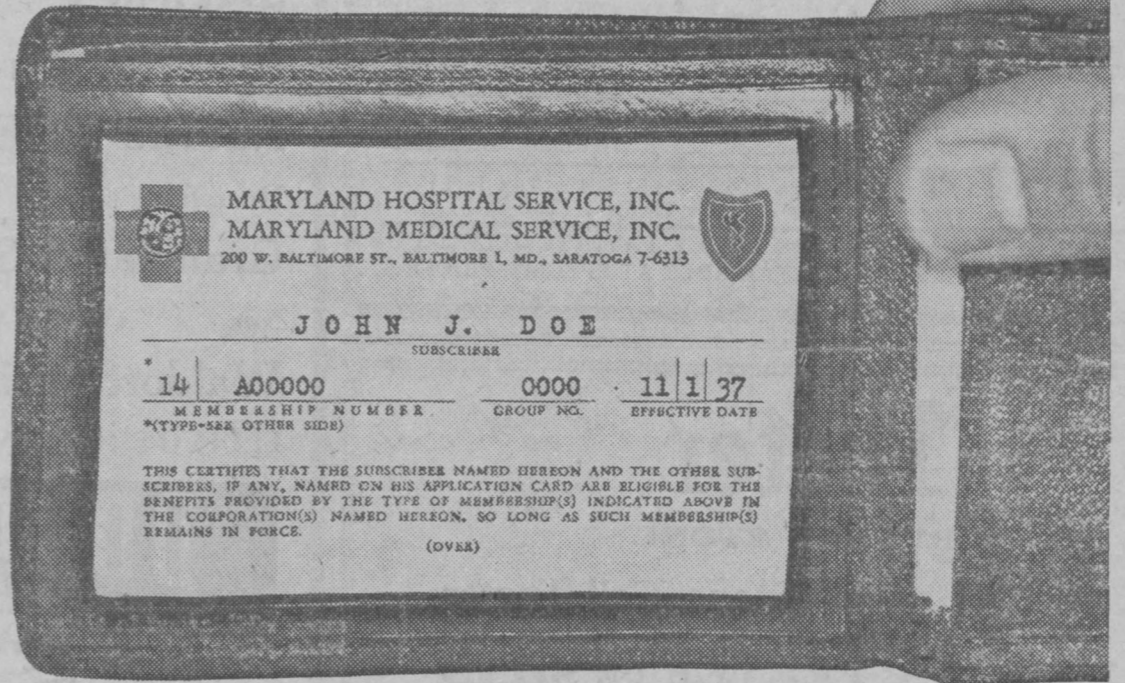 MARYLAND HOSPITAL SERVICE, INC.
MARYLAND MEDICAL SERVICE, INC.
200 W. BALTIMORE ST., BALTIMORE 1, MD., SARATOGA 7-6313
JOHN J. DOE
SUBSCRIBER
* 14 A00000 0000 11 1 37
MEMBERSHIP NUMBER GROUP NO. EFFECTIVE DATE
*(TYPE-SEE OTHER SIDE)
THIS CERTIFIES THAT THE SUBSCRIBER NAMED HEREON AND THE OTHER SUB-
SCRIBERS, IF ANY, NAMED ON HIS APPLICATION CARD ARE ELIGIBLE FOR THE
BENEFITS PROVIDED BY THE TYPE OF MEMBERSHIP(S) INDICATED ABOVE IN
THE CORPORATION(S) NAMED HEREON, SO LONG AS SUCH MEMBERSHIP(S)
REMAINS IN FORCE.
(OVER)